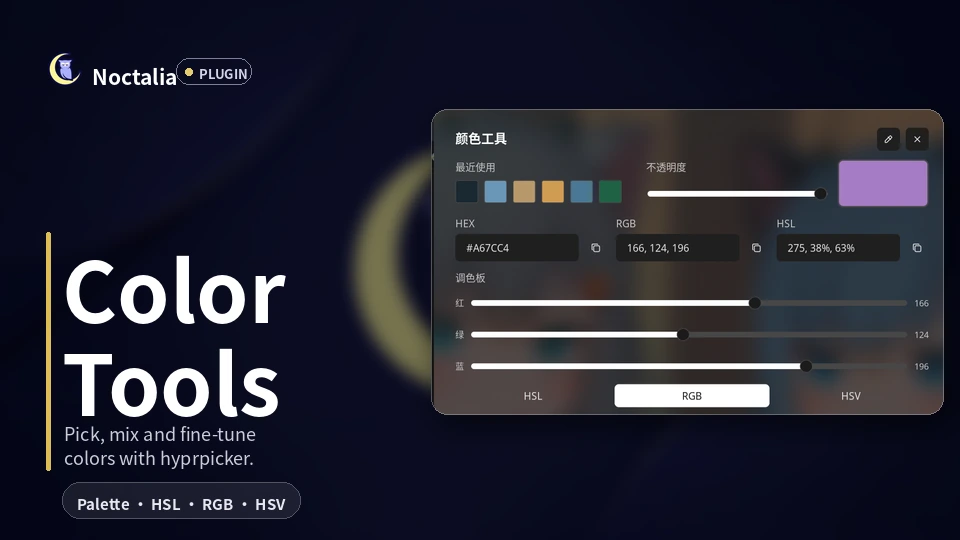 Noctalia
PLUGIN
Color
Tools
Pick, mix and fine-tune
colors with hyprpicker.
Palette • HSL • RGB • HSV
颜色工具
最近使用
不透明度
HEX
RGB
HSL
#A67CC4
166, 124, 196
275, 38%, 63%
调色板
红
166
绿
124
蓝
196
HSL
RGB
HSV